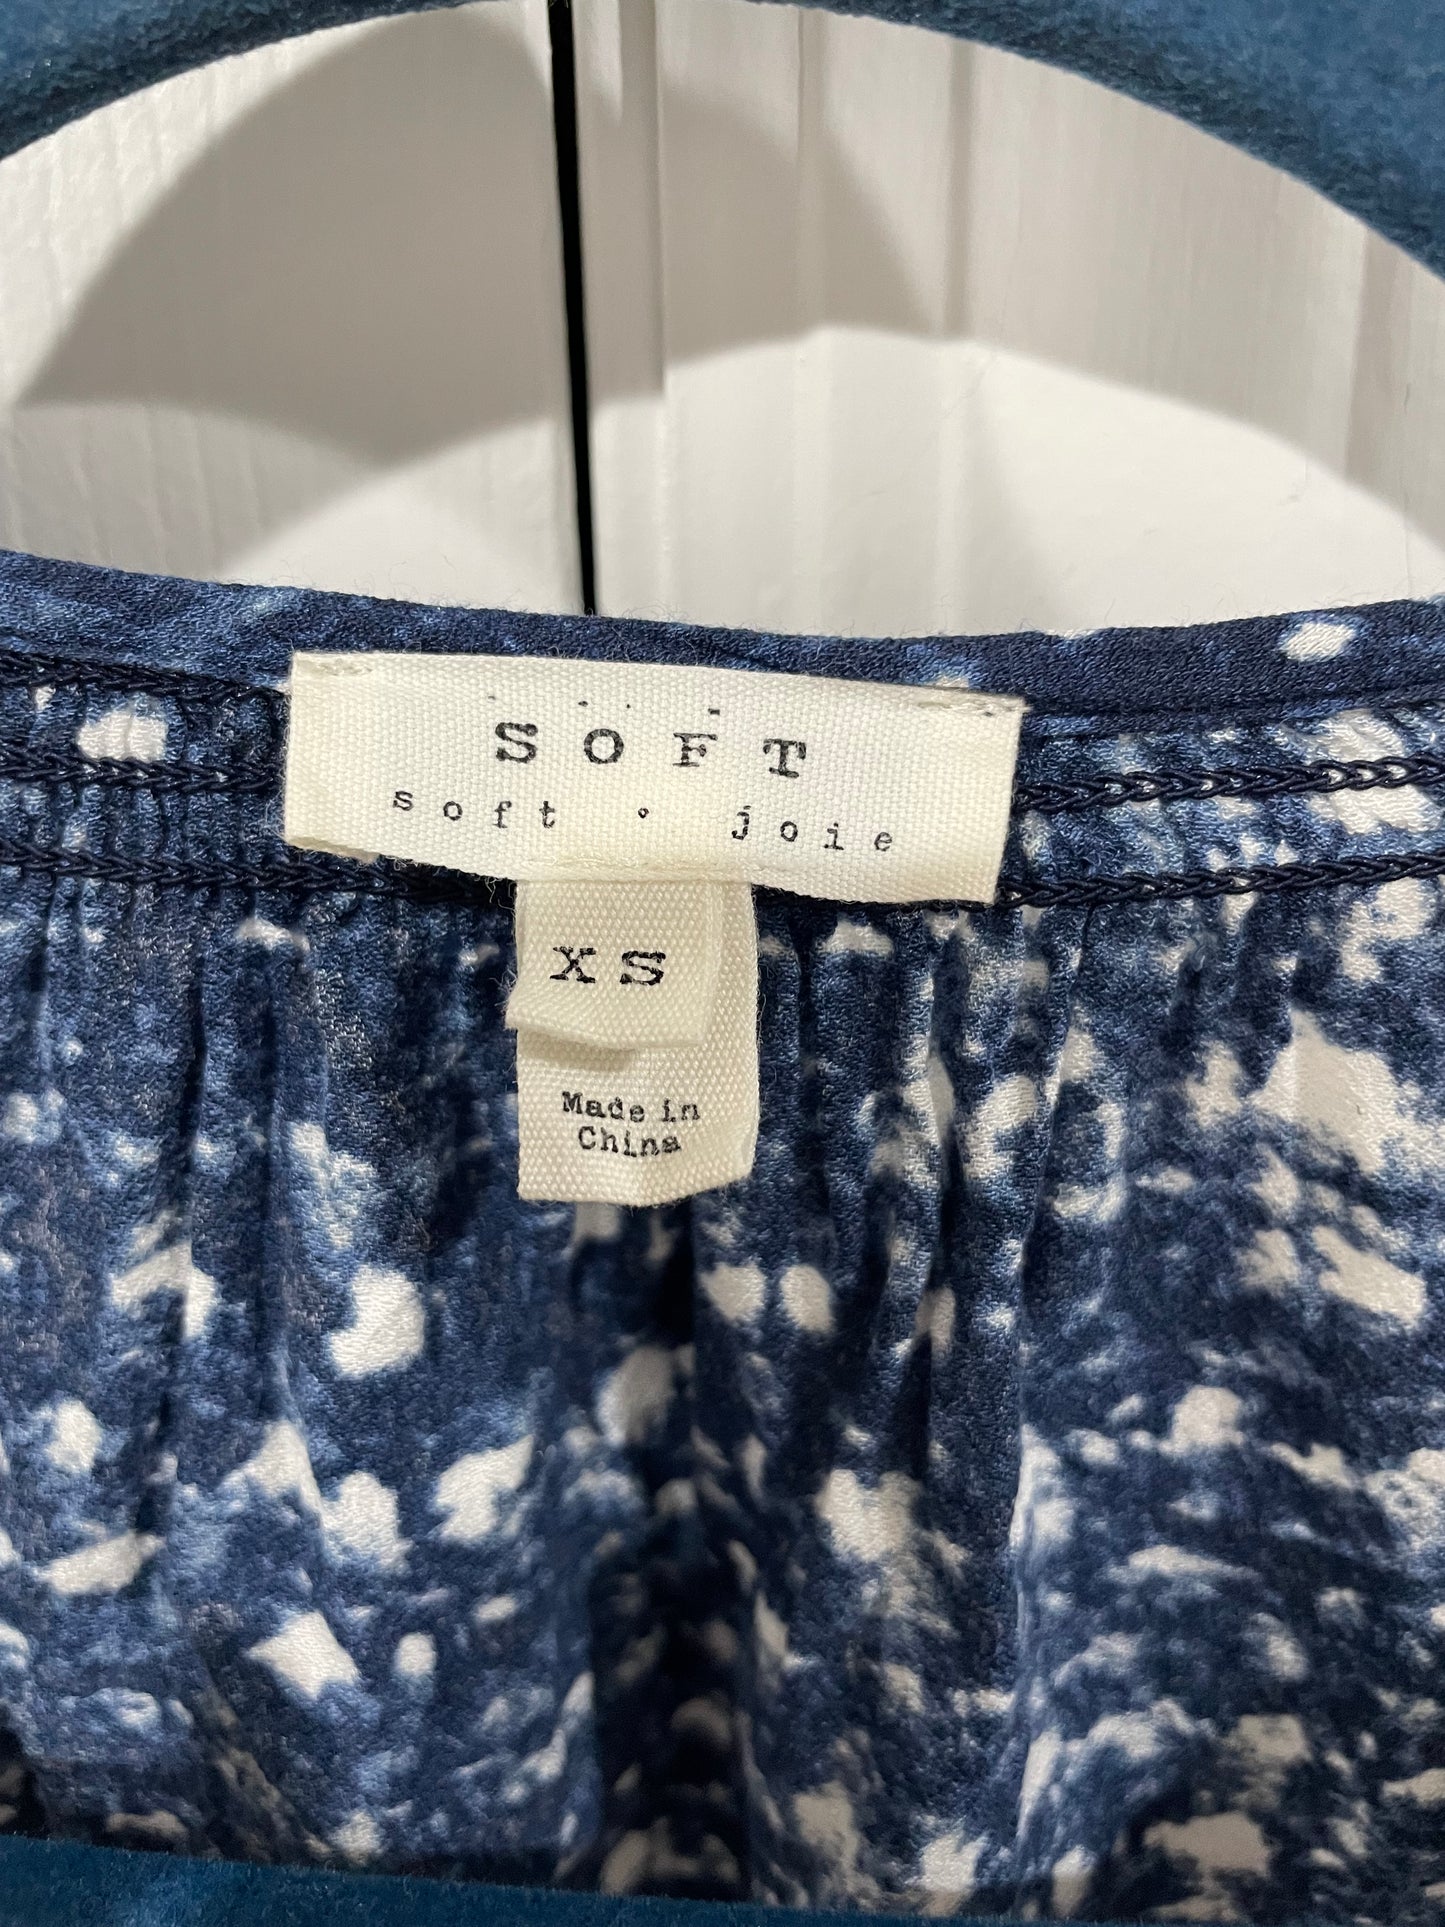 SOFT
soft · joie
XS
Made in
China